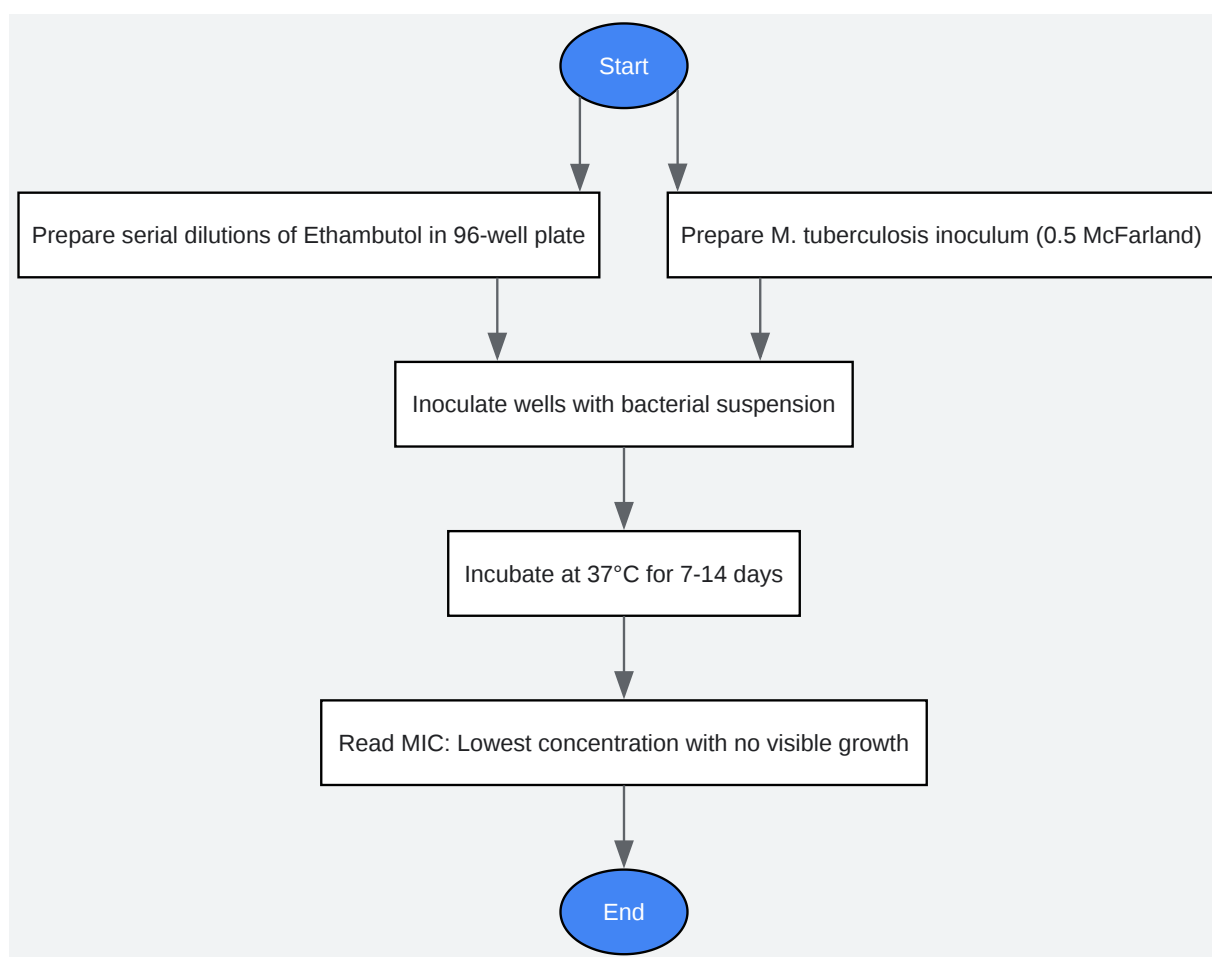 Start
Prepare serial dilutions of Ethambutol in 96-well plate
Prepare M. tuberculosis inoculum (0.5 McFarland)
Inoculate wells with bacterial suspension
Incubate at 37°C for 7-14 days
Read MIC: Lowest concentration with no visible growth
End